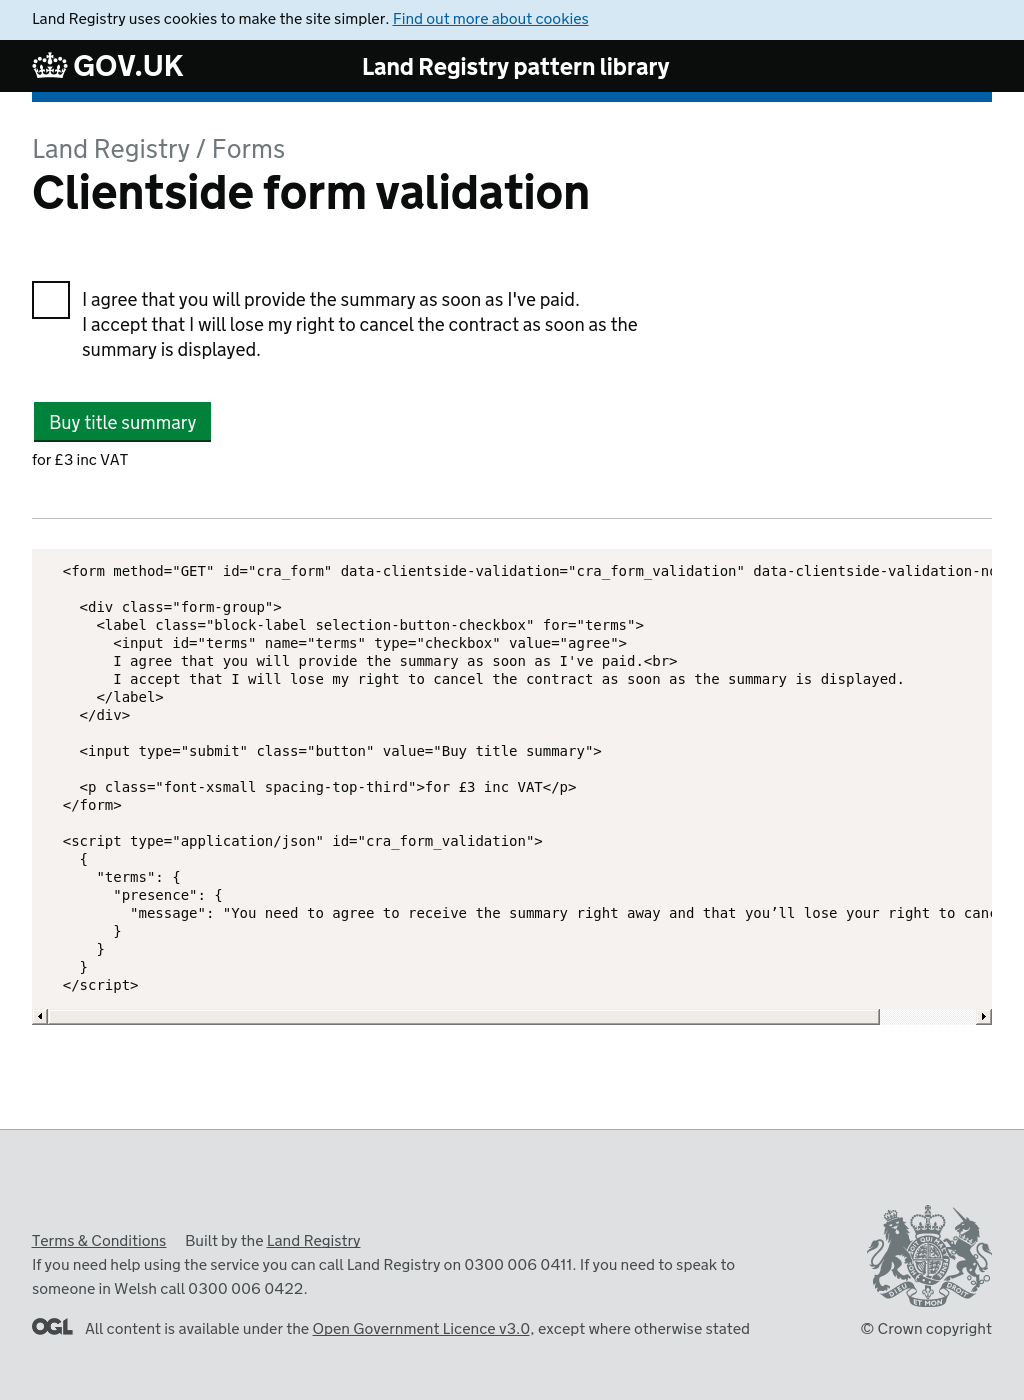 Land Registry uses cookies to make the site simpler. Find out more about cookies
GOV.UK
Land Registry pattern library
Land Registry / Forms
Clientside form validation
I agree that you will provide the summary as soon as I've paid.
I accept that I will lose my right to cancel the contract as soon as the
summary is displayed.
Buy title summary
for £3 inc VAT
<form method="GET" id="cra_form" data-clientside-validation="cra_form_validation" data-clientside-validation-no
<div class="form-group">
<label class="block-label selection-button-checkbox" for="terms">
<input id="terms" name="terms" type="checkbox" value="agree">
I agree that you will provide the summary as soon as I've paid.<br>
I accept that I will lose my right to cancel the contract as soon as the summary is displayed.
</label>
</div>
<input type="submit" class="button" value="Buy title summary">
<p class="font-xsmall spacing-top-third">for £3 inc VAT</p>
</form>
<script type="application/json" id="cra_form_validation">
{
"terms": {
"presence": {
"message": "You need to agree to receive the summary right away and that you’ll lose your right to canc
}
}
}
</script>
Terms & Conditions Built by the Land Registry
If you need help using the service you can call Land Registry on 0300 006 0411. If you need to speak to
someone in Welsh call 0300 006 0422.
OGL All content is available under the Open Government Licence v3.0, except where otherwise stated
© Crown copyright